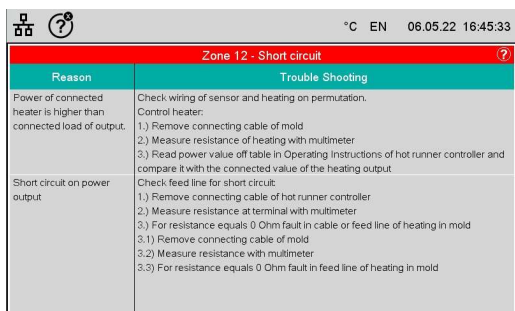 °C EN 06.05.22 16:45:33
Zone 12 - Short circuit ?
Reason Trouble Shooting
Power of connected
heater is higher than
connected load of output.
Check wiring of sensor and heating on permutation.
Control heater:
1.) Remove connecting cable of mold
2.) Measure resistance of heating with multimeter
3.) Read power value off table in Operating Instructions of hot runner controller and
compare it with the connected value of the heating output
Short circuit on power
output
Check feed line for short circuit:
1.) Remove connecting cable of hot runner controller
2.) Measure resistance at terminal with multimeter
3.) For resistance equals 0 Ohm fault in cable or feed line of heating in mold
3.1) Remove connecting cable of mold
3.2) Measure resistance with multimeter
3.3) For resistance equals 0 Ohm fault in feed line of heating in mold